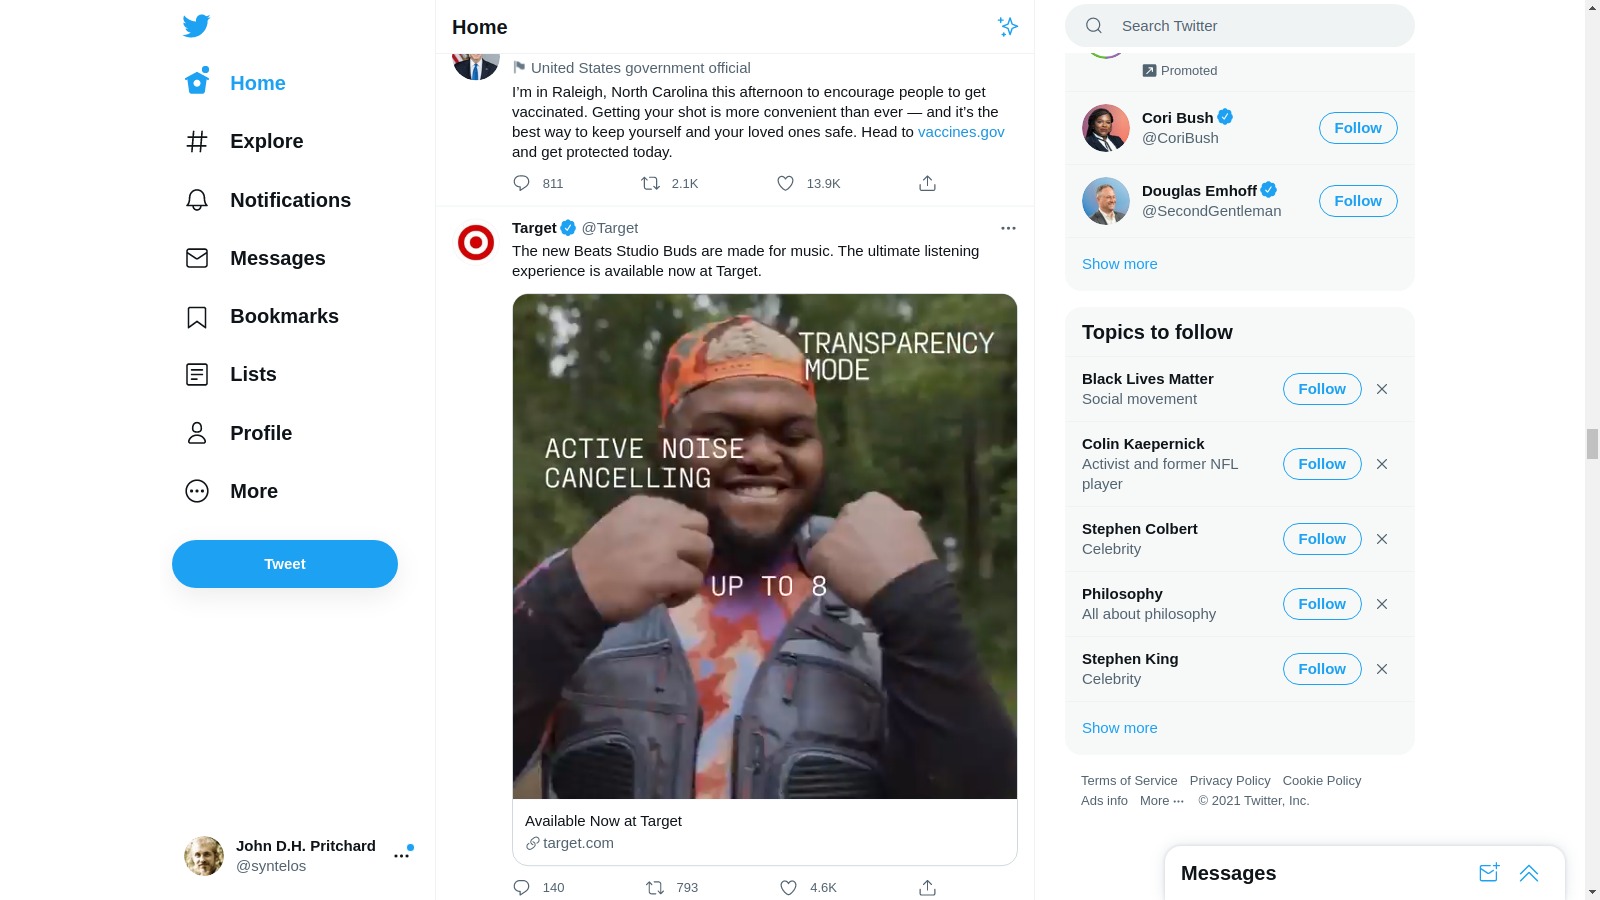 Home
Explore
Notifications
Messages
Bookmarks
Lists
Profile
More
Tweet
John D.H. Pritchard
@syntelos
Home
United States government official
I'm in Raleigh, North Carolina this afternoon to encourage people to get
vaccinated. Getting your shot is more convenient than ever — and it's the
best way to keep yourself and your loved ones safe. Head to vaccines.gov
and get protected today.
811 2.1K 13.9K
Target @Target
The new Beats Studio Buds are made for music. The ultimate listening
experience is available now at Target.
TRANSPARENCY
MODE
ACTIVE NOISE
CANCELLING
UP TO 8
Available Now at Target
target.com
140 793 4.6K
Search Twitter
Promoted
Cori Bush
@CoriBush
Follow
Douglas Emhoff
@SecondGentleman
Follow
Show more
Topics to follow
Black Lives Matter
Social movement
Follow
Colin Kaepernick
Activist and former NFL
player
Follow
Stephen Colbert
Celebrity
Follow
Philosophy
All about philosophy
Follow
Stephen King
Celebrity
Follow
Show more
Terms of Service Privacy Policy Cookie Policy
Ads info More ··· © 2021 Twitter, Inc.
Messages